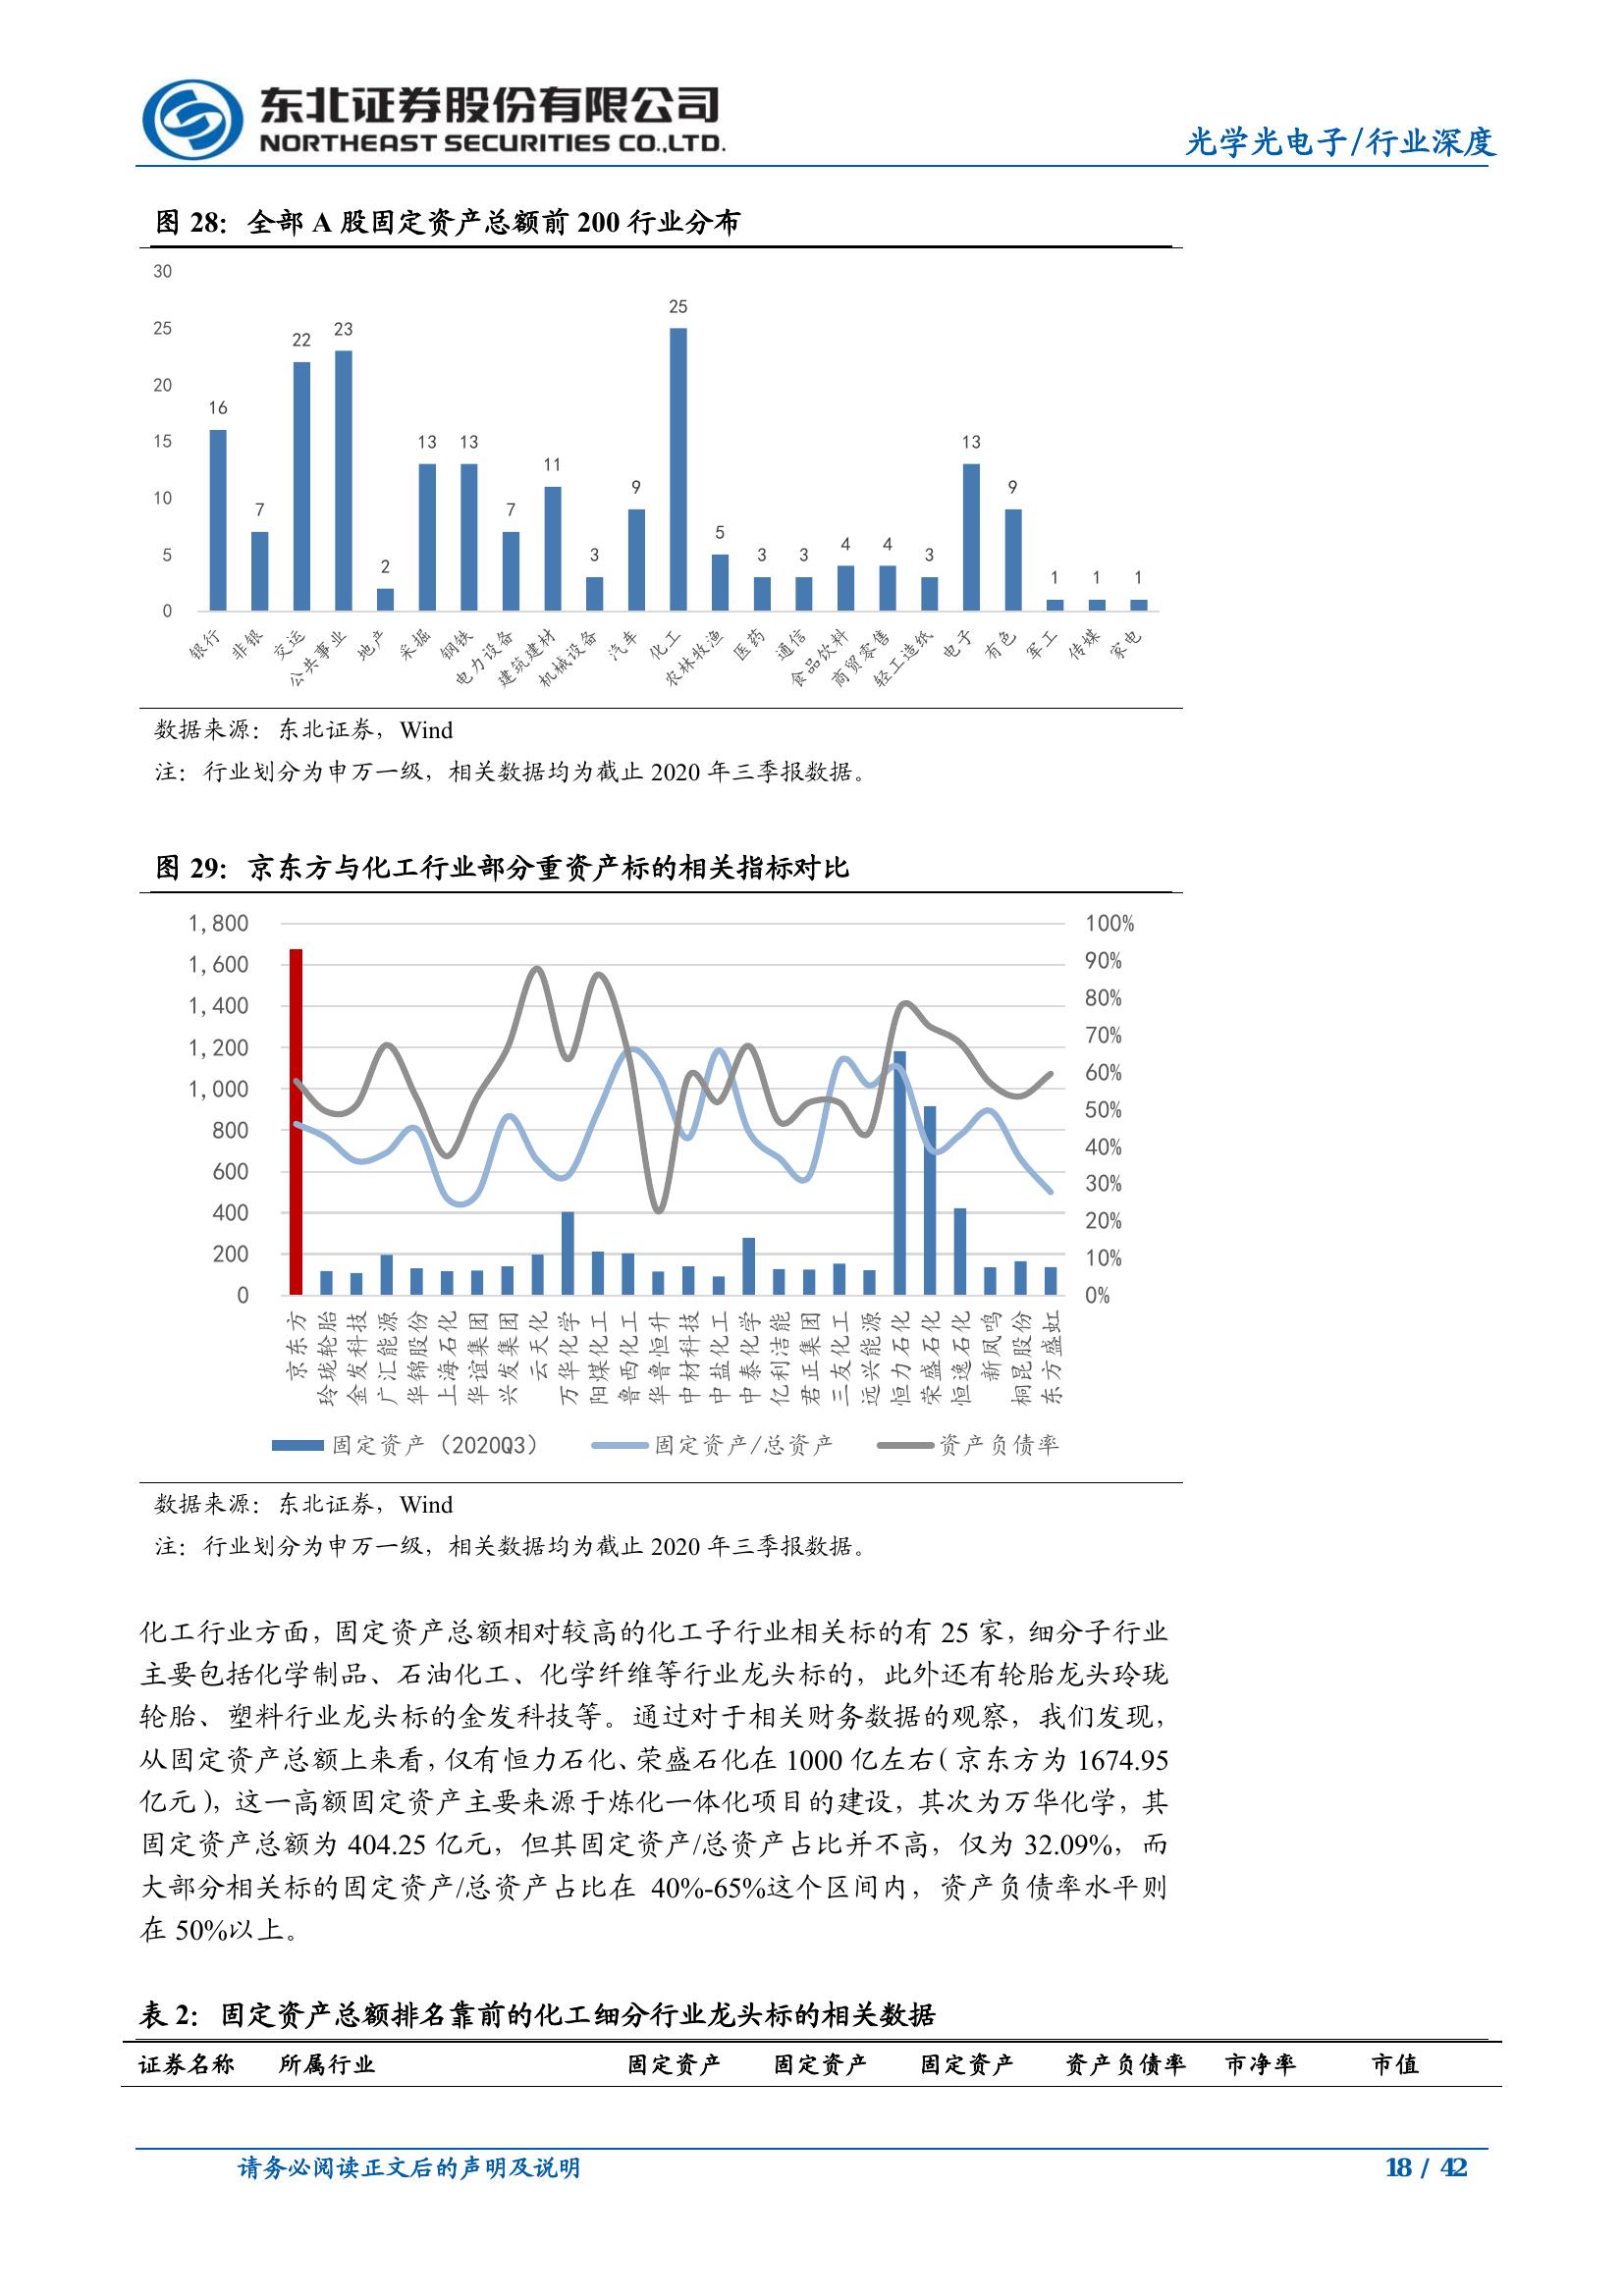 东北证券股份有限公司
NORTHEAST SECURITIES CO.,LTD.
光学光电子/行业深度
图 28：全部 A 股固定资产总额前 200 行业分布
30
25
20
15
10
5
0
16
7
22
23
2
13
13
7
11
3
9
25
5
3
3
4
4
3
13
9
1
1
1
银行
非银
交运
公共事业
地产
采掘
钢铁
电力设备
建筑建材
机械设备
汽车
化工
农林牧渔
医药
通信
食品饮料
商贸零售
轻工造纸
电子
有色
军工
传媒
家电
数据来源：东北证券，Wind
注：行业划分为申万一级，相关数据均为截止 2020 年三季报数据。
图 29：京东方与化工行业部分重资产标的相关指标对比
1,800
1,600
1,400
1,200
1,000
800
600
400
200
0
100%
90%
80%
70%
60%
50%
40%
30%
20%
10%
0%
京东方
玲珑轮胎
金发科技
广汇能源
华锦股份
上海石化
华谊集团
兴发集团
云天化
万华化学
阳煤化工
鲁西化工
华鲁恒升
中材科技
中盐化工
中泰化学
亿利洁能
君正集团
三友化工
远兴能源
恒力石化
荣盛石化
恒逸石化
新凤鸣
桐昆股份
东方盛虹
固定资产（2020Q3）
固定资产/总资产
资产负债率
数据来源：东北证券，Wind
注：行业划分为申万一级，相关数据均为截止 2020 年三季报数据。
化工行业方面，固定资产总额相对较高的化工子行业相关标的有 25 家，细分子行业
主要包括化学制品、石油化工、化学纤维等行业龙头标的，此外还有轮胎龙头玲珑
轮胎、塑料行业龙头标的金发科技等。通过对于相关财务数据的观察，我们发现，
从固定资产总额上来看，仅有恒力石化、荣盛石化在 1000 亿左右（京东方为 1674.95
亿元），这一高额固定资产主要来源于炼化一体化项目的建设，其次为万华化学，其
固定资产总额为 404.25 亿元，但其固定资产/总资产占比并不高，仅为 32.09%，而
大部分相关标的固定资产/总资产占比在 40%-65%这个区间内，资产负债率水平则
在 50%以上。
表 2：固定资产总额排名靠前的化工细分行业龙头标的相关数据
证券名称 所属行业 固定资产 固定资产 固定资产 资产负债率 市净率 市值
请务必阅读正文后的声明及说明
18 / 42